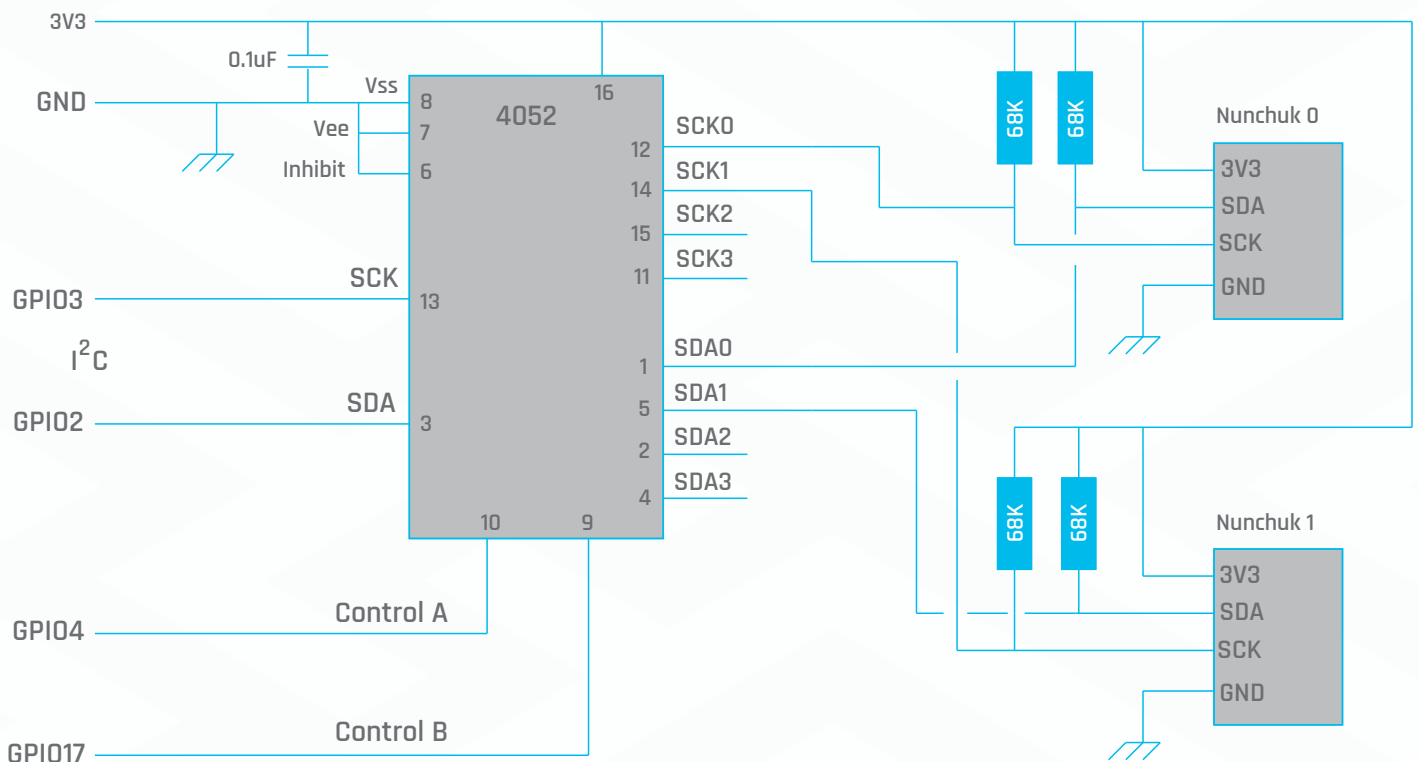 3V3
0.1uF
GND
Vss
8
Vee
7
Inhibit
6
4052
16
SCK0
12
SCK1
14
SCK2
15
SCK3
11
SCK
GPIO3
13
I²C
SDA
GPIO2
3
SDA0
1
SDA1
5
SDA2
2
SDA3
4
10
9
Control A
GPIO4
Control B
GPIO17
68K
68K
Nunchuk 0
3V3
SDA
SCK
GND
68K
68K
Nunchuk 1
3V3
SDA
SCK
GND